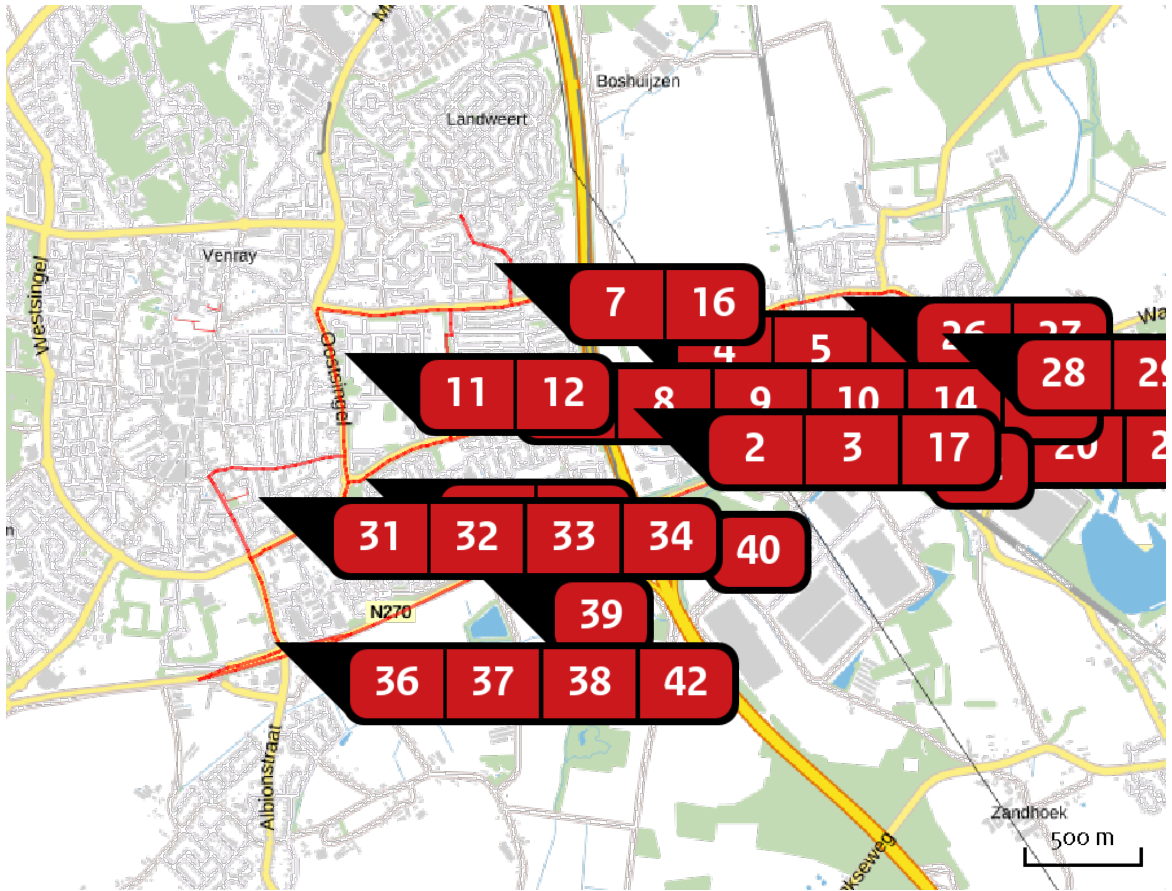 Boshuijzen
Landweert
Venray
Westsingel
Oostsingel
7 16
26 27
4 5
28
11 12
8 9 10 14
2 3 17
20
31 32 33 34
40
39
N270
36 37 38 42
Albionstraat
Zandhoek
500 m